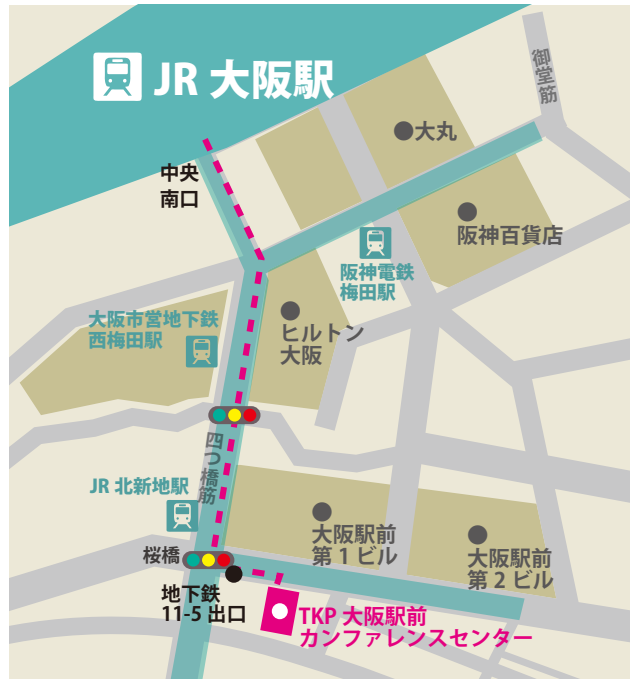 JR 大阪駅
御堂筋
大丸
中央
南口
阪神百貨店
阪神電鉄
梅田駅
大阪市営地下鉄
西梅田駅
ヒルトン
大阪
四つ橋筋
JR 北新地駅
大阪駅前
第 1 ビル
大阪駅前
第 2 ビル
桜橋
地下鉄
11-5 出口
TKP 大阪駅前
カンファレンスセンター